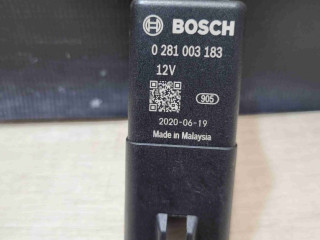 BOSCH
0 281 003 183
12V
905
2020-06-19
Made in Malaysia